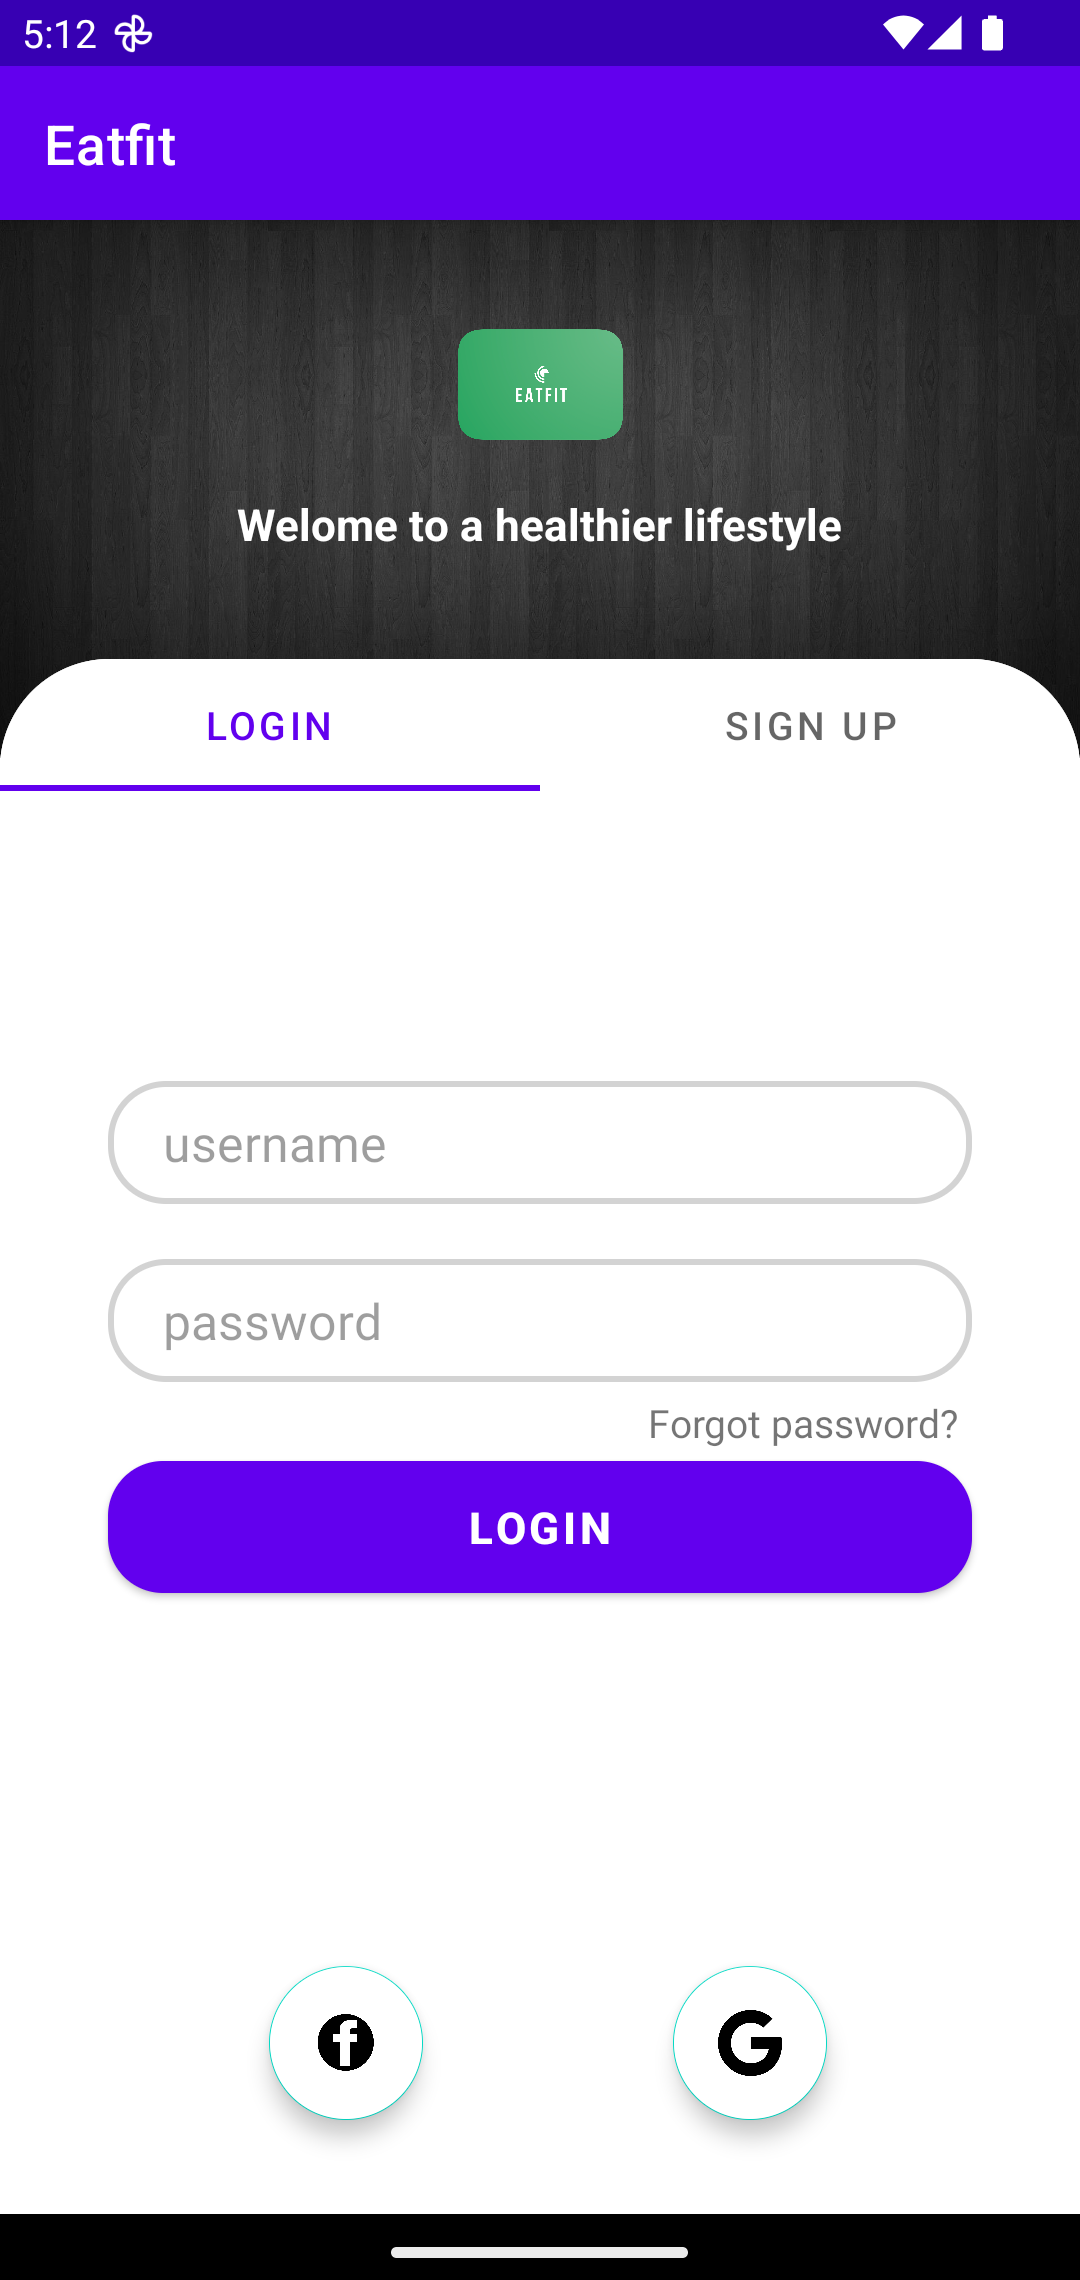 5:12
Eatfit
EATFIT
Welome to a healthier lifestyle
LOGIN
SIGN UP
username
password
Forgot password?
LOGIN